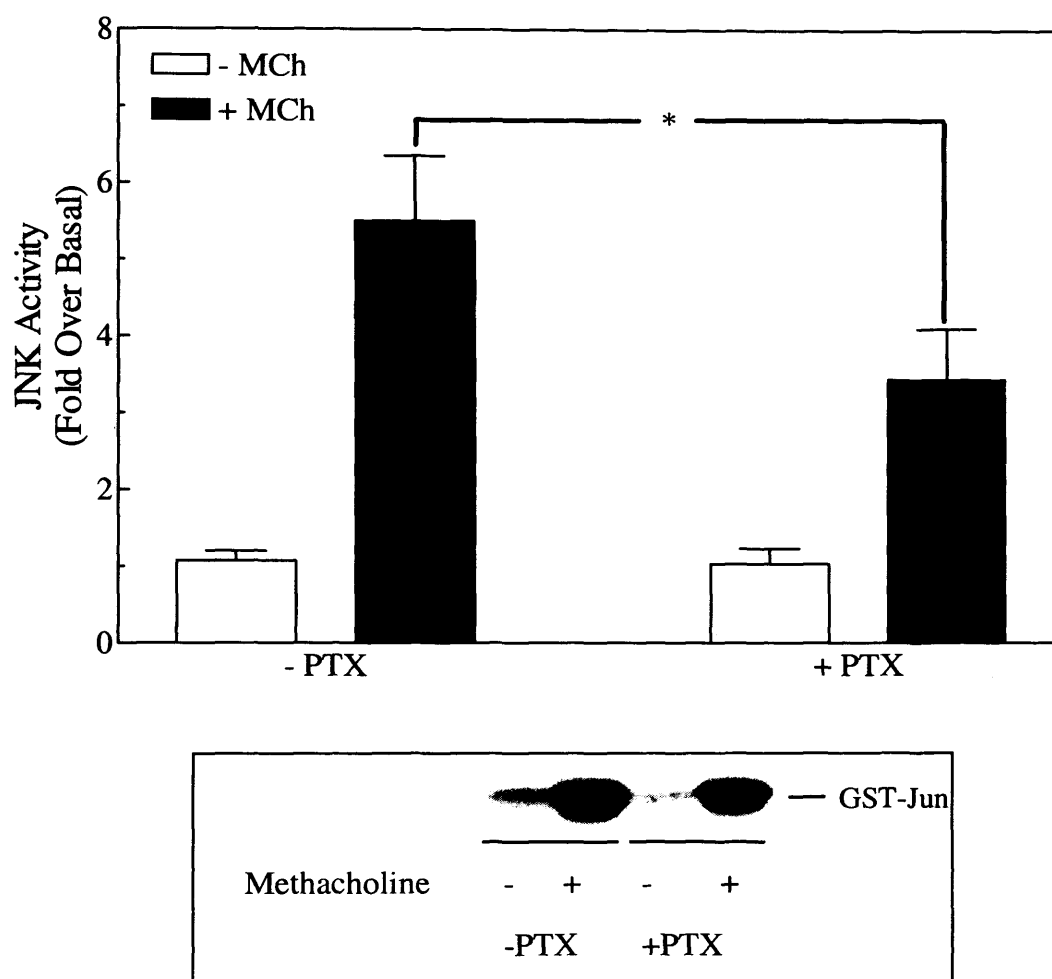 8
- MCh
+ MCh
*
6
4
2
0
JNK Activity
(Fold Over Basal)
- PTX
+ PTX
GST-Jun
Methacholine - + - +
-PTX +PTX